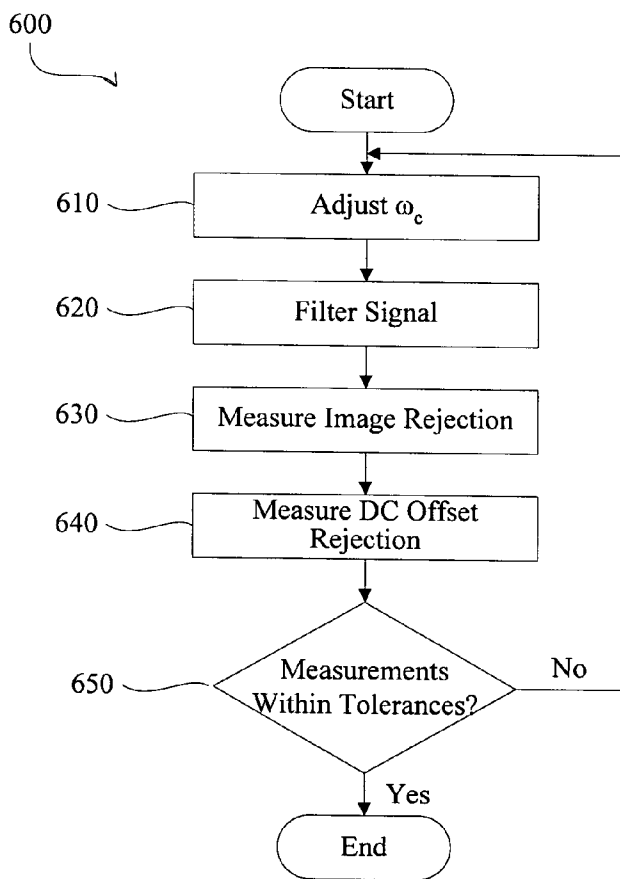 600
Start
610
Adjust ωc
620
Filter Signal
630
Measure Image Rejection
640
Measure DC Offset
Rejection
650
Measurements
Within Tolerances?
No
Yes
End